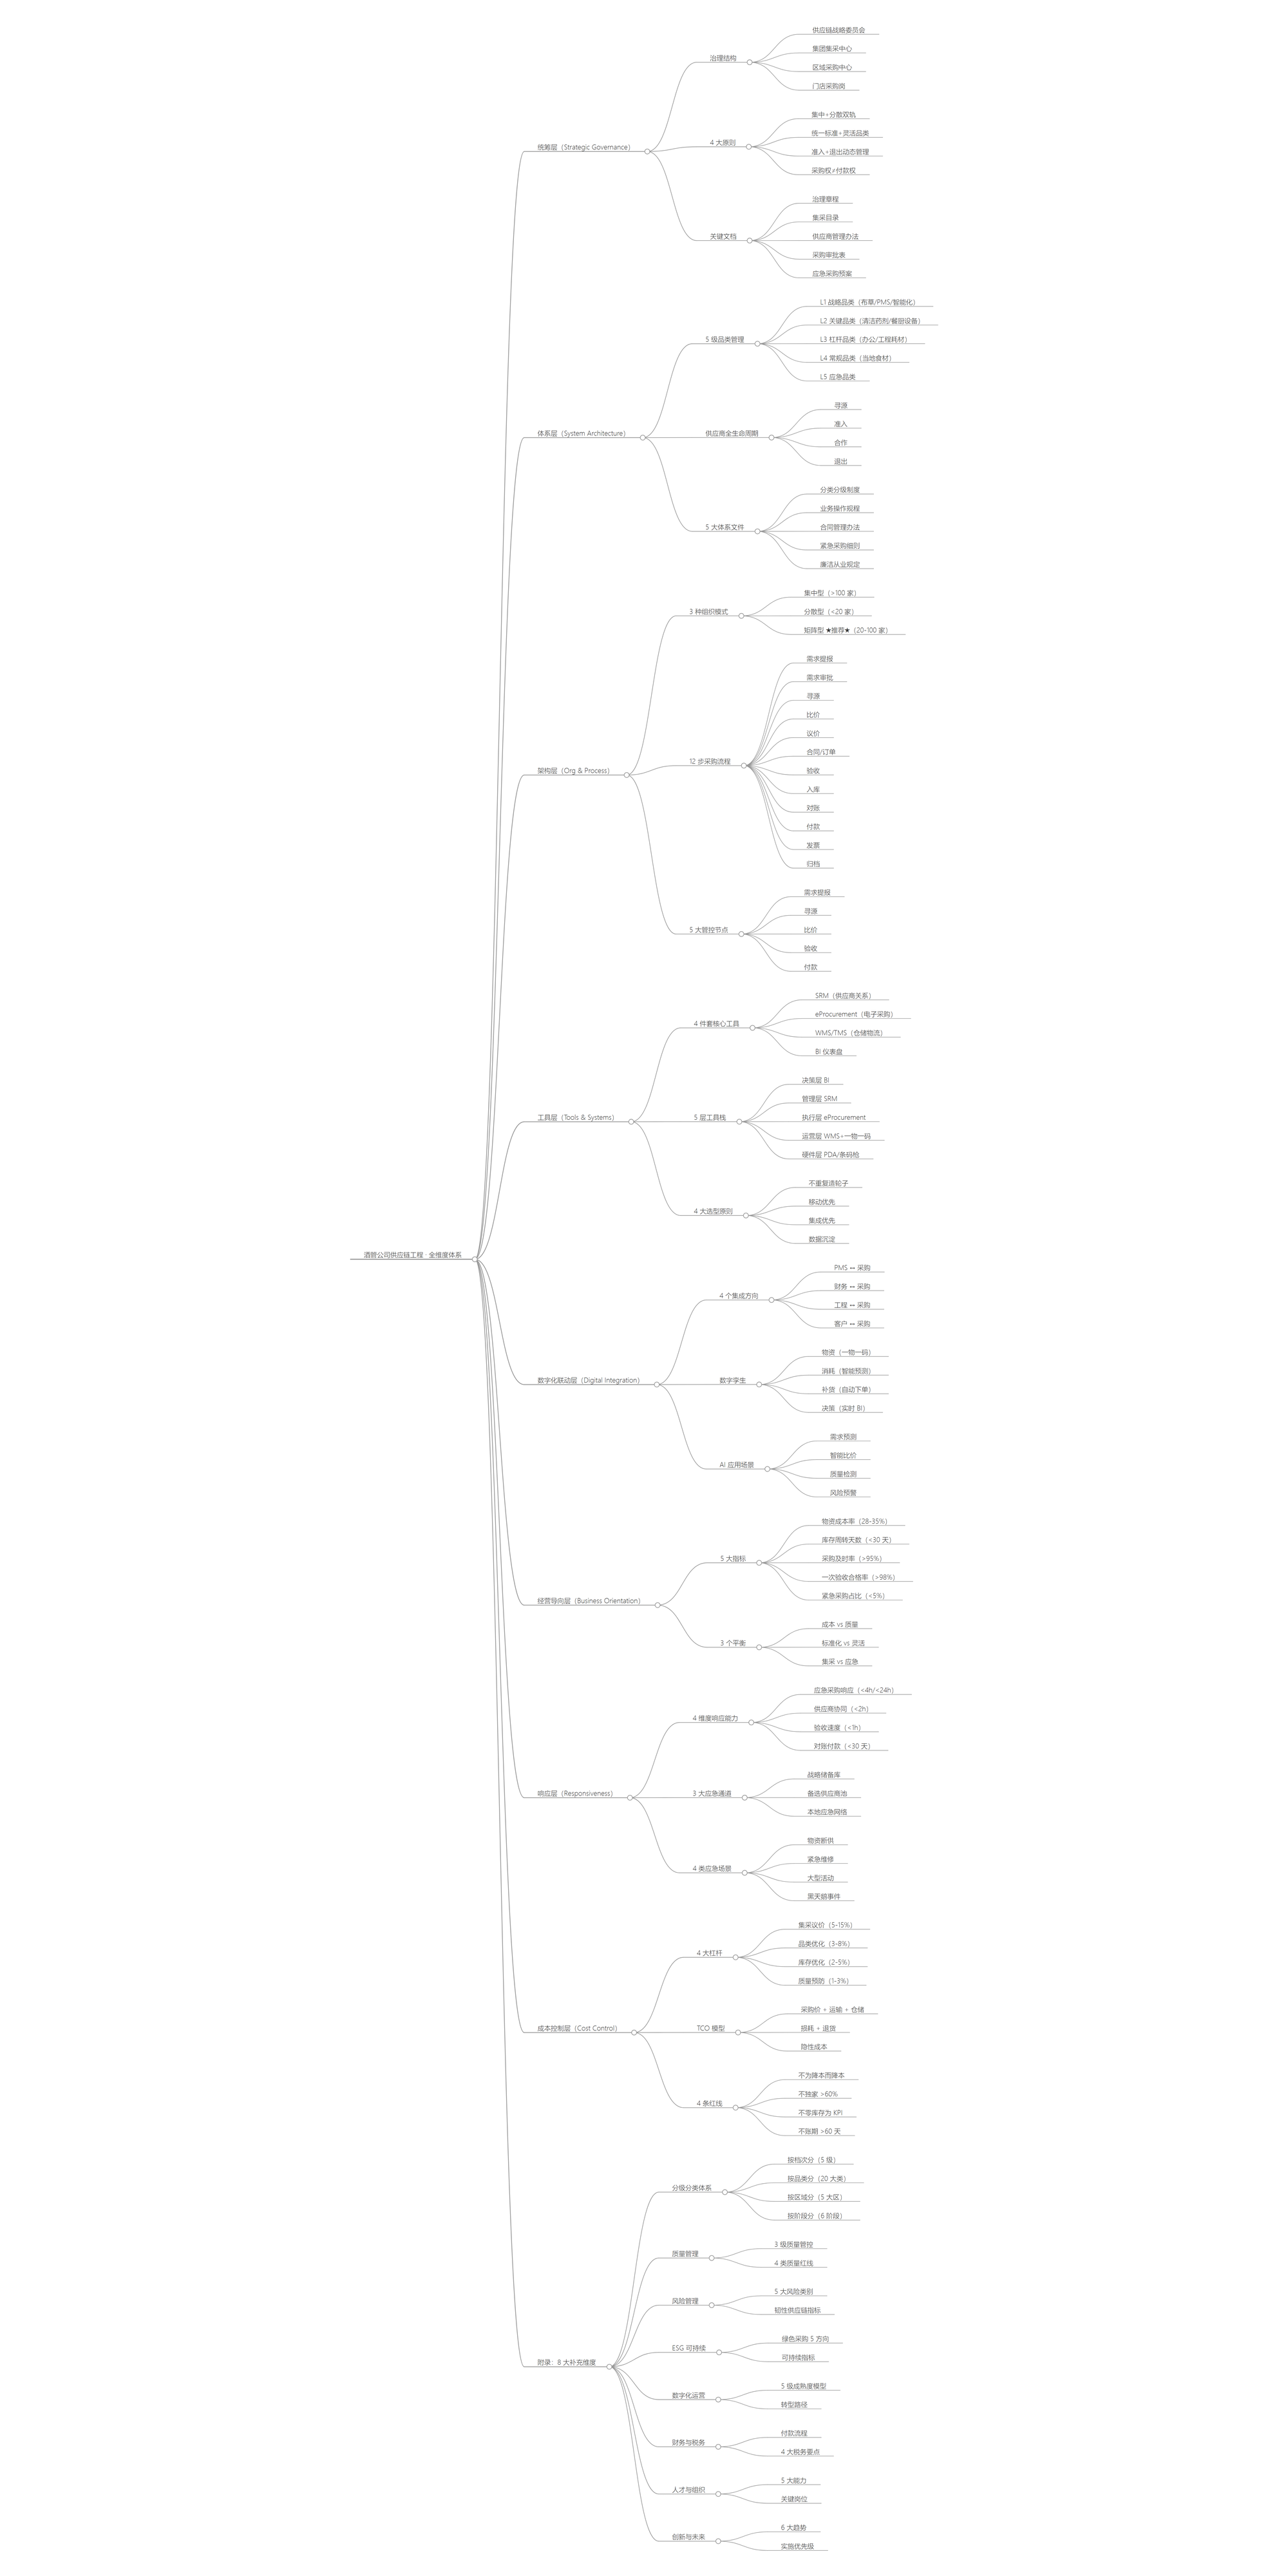 酒管公司供应链工程 · 全维度体系
统筹层（Strategic Governance）
治理结构
供应链战略委员会
集团集采中心
区域采购中心
门店采购岗
4 大原则
集中+分散双轨
统一标准+灵活品类
准入+退出动态管理
采购权≠付款权
关键文档
治理章程
集采目录
供应商管理办法
采购审批表
应急采购预案
体系层（System Architecture）
5 级品类管理
L1 战略品类（布草/PMS/智能化）
L2 关键品类（清洁药剂/餐厨设备）
L3 杠杆品类（办公/工程耗材）
L4 常规品类（当地食材）
L5 应急品类
供应商全生命周期
寻源
准入
合作
退出
5 大体系文件
分类分级制度
业务操作规程
合同管理办法
紧急采购细则
廉洁从业规定
架构层（Org & Process）
3 种组织模式
集中型（>100 家）
分散型（<20 家）
矩阵型 ★推荐★（20-100 家）
12 步采购流程
需求提报
需求审批
寻源
比价
议价
合同/订单
验收
入库
对账
付款
发票
归档
5 大管控节点
需求提报
寻源
比价
验收
付款
工具层（Tools & Systems）
4 件套核心工具
SRM（供应商关系）
eProcurement（电子采购）
WMS/TMS（仓储物流）
BI 仪表盘
5 层工具栈
决策层 BI
管理层 SRM
执行层 eProcurement
运营层 WMS+一物一码
硬件层 PDA/条码枪
4 大选型原则
不重复造轮子
移动优先
集成优先
数据沉淀
数字化联动层（Digital Integration）
4 个集成方向
PMS ↔ 采购
财务 ↔ 采购
工程 ↔ 采购
客户 ↔ 采购
数字孪生
物资（一物一码）
消耗（智能预测）
补货（自动下单）
决策（实时 BI）
AI 应用场景
需求预测
智能比价
质量检测
风险预警
经营导向层（Business Orientation）
5 大指标
物资成本率（28-35%）
库存周转天数（<30 天）
采购及时率（>95%）
一次验收合格率（>98%）
紧急采购占比（<5%）
3 个平衡
成本 vs 质量
标准化 vs 灵活
集采 vs 应急
响应层（Responsiveness）
4 维度响应能力
应急采购响应（<4h/<24h）
供应商协同（<2h）
验收速度（<1h）
对账付款（<30 天）
3 大应急通道
战略储备库
备选供应商池
本地应急网络
4 类应急场景
物资断供
紧急维修
大型活动
黑天鹅事件
成本控制层（Cost Control）
4 大杠杆
集采议价（5-15%）
品类优化（3-8%）
库存优化（2-5%）
质量预防（1-3%）
TCO 模型
采购价 + 运输 + 仓储
损耗 + 退货
隐性成本
4 条红线
不为降本而降本
不独家 >60%
不零库存为 KPI
不账期 >60 天
附录：8 大补充维度
分级分类体系
按档次分（5 级）
按品类分（20 大类）
按区域分（5 大区）
按阶段分（6 阶段）
质量管理
3 级质量管控
4 类质量红线
风险管理
5 大风险类别
韧性供应链指标
ESG 可持续
绿色采购 5 方向
可持续指标
数字化运营
5 级成熟度模型
转型路径
财务与税务
付款流程
4 大税务要点
人才与组织
5 大能力
关键岗位
创新与未来
6 大趋势
实施优先级